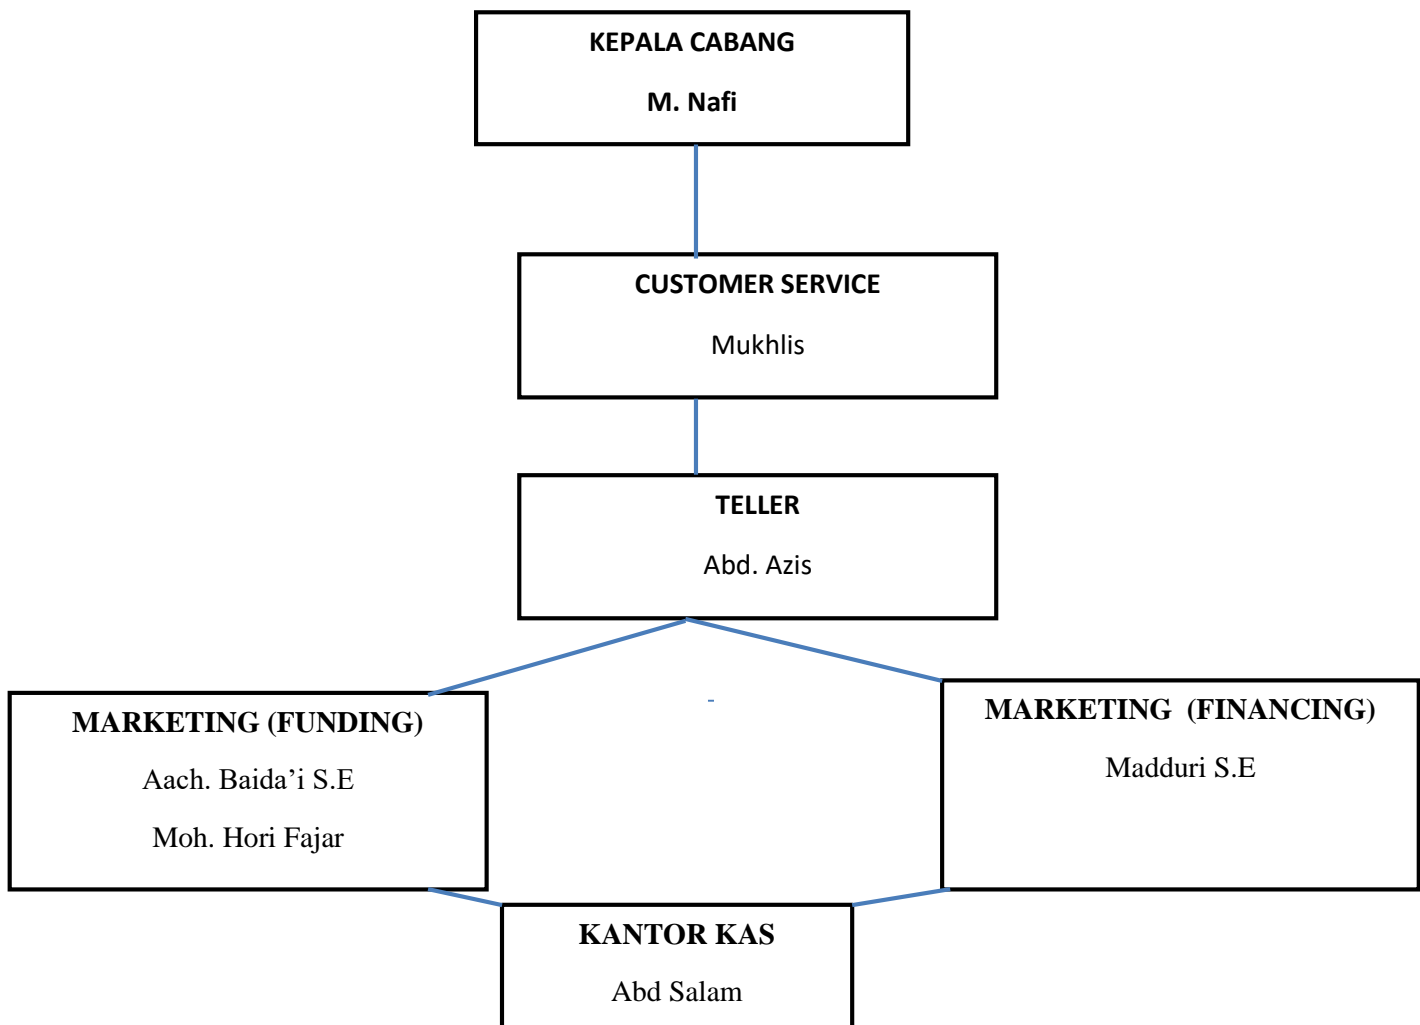 KEPALA CABANG
M. Nafi
CUSTOMER SERVICE
Mukhlis
TELLER
Abd. Azis
MARKETING (FUNDING)
Aach. Baida’i S.E
Moh. Hori Fajar
MARKETING  (FINANCING)
Madduri S.E
KANTOR KAS
Abd Salam